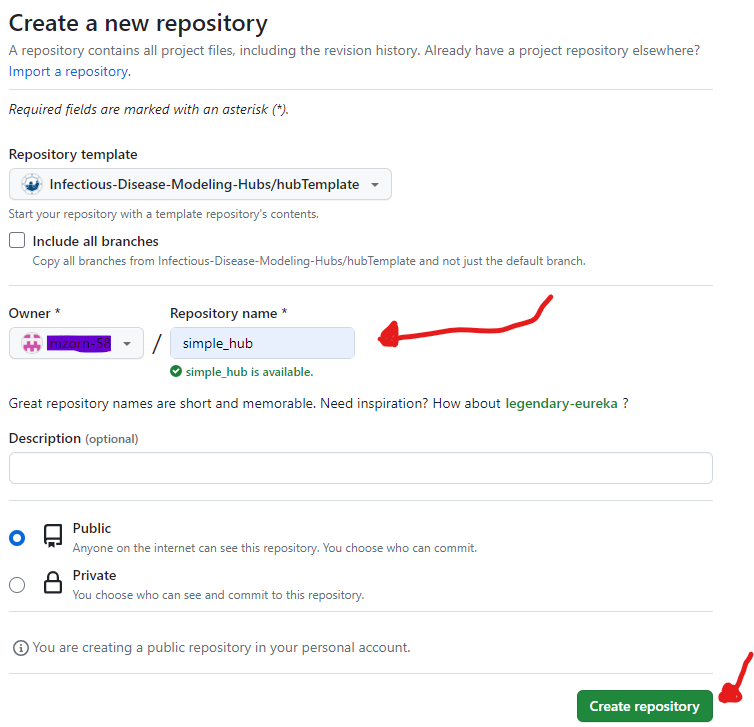 Create a new repository
A repository contains all project files, including the revision history. Already have a project repository elsewhere?
Import a repository.
Required fields are marked with an asterisk (*).
Repository template
Infectious-Disease-Modeling-Hubs/hubTemplate
Start your repository with a template repository's contents.
Include all branches
Copy all branches from Infectious-Disease-Modeling-Hubs/hubTemplate and not just the default branch.
Owner * Repository name *
mzorn-58 / simple_hub
simple_hub is available.
Great repository names are short and memorable. Need inspiration? How about legendary-eureka ?
Description (optional)
Public
Anyone on the internet can see this repository. You choose who can commit.
Private
You choose who can see and commit to this repository.
You are creating a public repository in your personal account.
Create repository